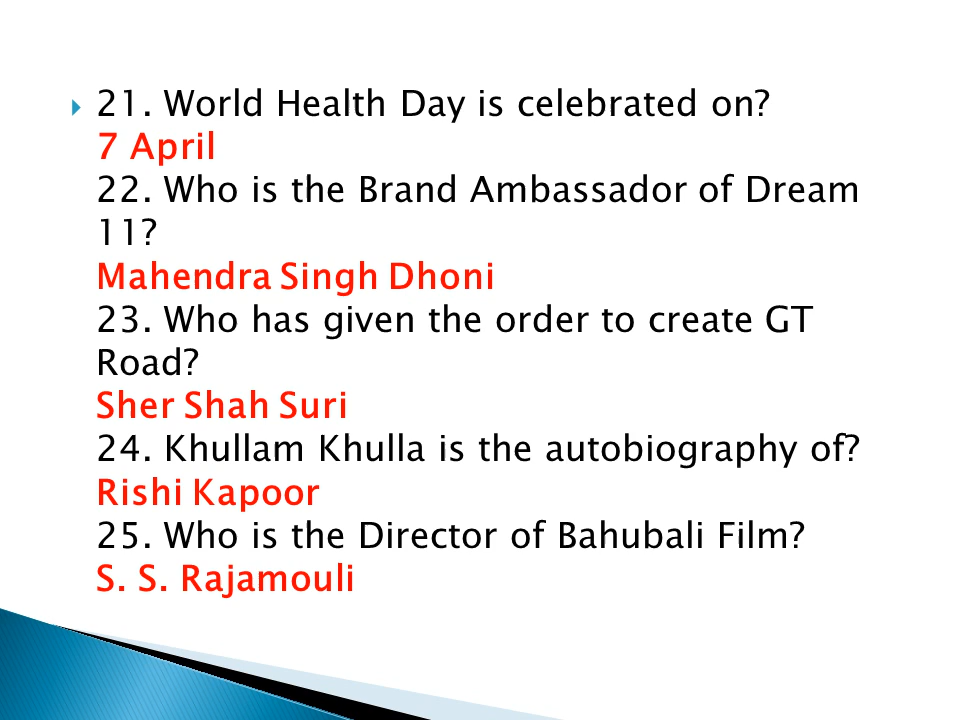 21. World Health Day is celebrated on?
7 April
22. Who is the Brand Ambassador of Dream
11?
Mahendra Singh Dhoni
23. Who has given the order to create GT
Road?
Sher Shah Suri
24. Khullam Khulla is the autobiography of?
Rishi Kapoor
25. Who is the Director of Bahubali Film?
S. S. Rajamouli